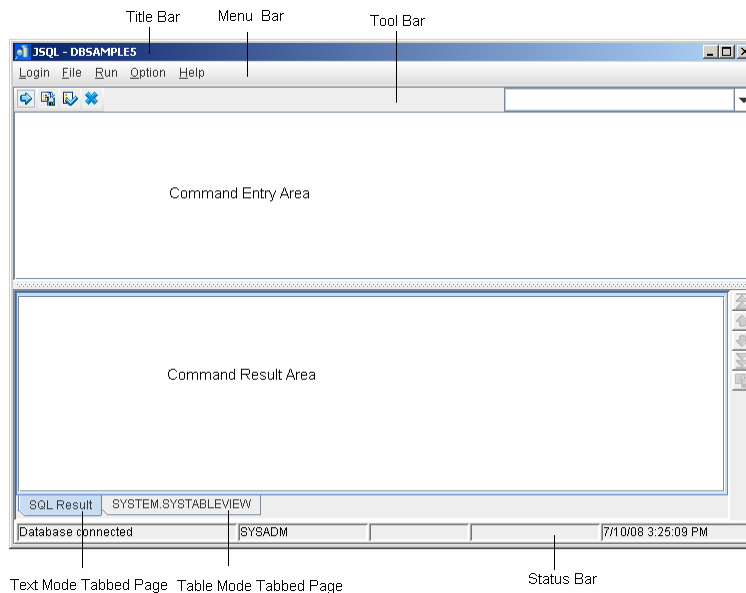 Title Bar
Menu Bar
Tool Bar
JSQL - DBSAMPLE5
Login File Run Option Help
Command Entry Area
Command Result Area
SQL Result SYSTEM.SYSTABLEVIEW
Database connected SYSADM 7/10/08 3:25:09 PM
Text Mode Tabbed Page Table Mode Tabbed Page Status Bar